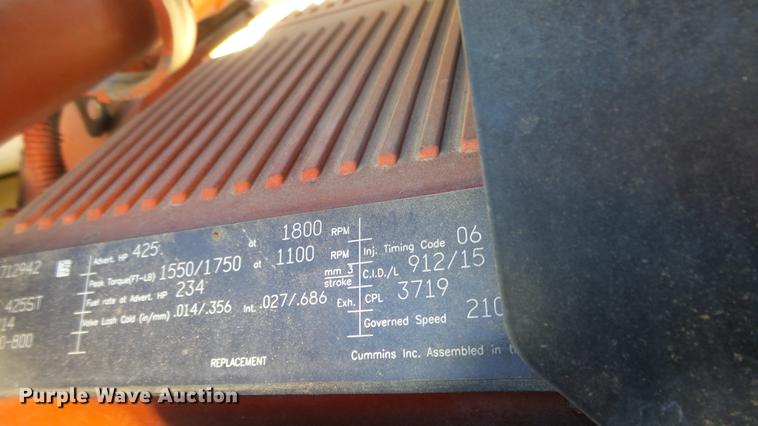 712942
425ST
14
0-800
Advert. HP 425 at 1800 RPM
Peak Torque(FT-LB) 1550/1750 at 1100 RPM
Fuel rate at Advert. HP 234 mm 3 stroke
Valve Lash Cold (in/mm) .014/.356 Int. .027/.686 Exh.
REPLACEMENT
Inj. Timing Code 06
C.I.D./L 912/15
CPL 3719
Governed Speed 210
Cummins Inc. Assembled in
Purple Wave Auction